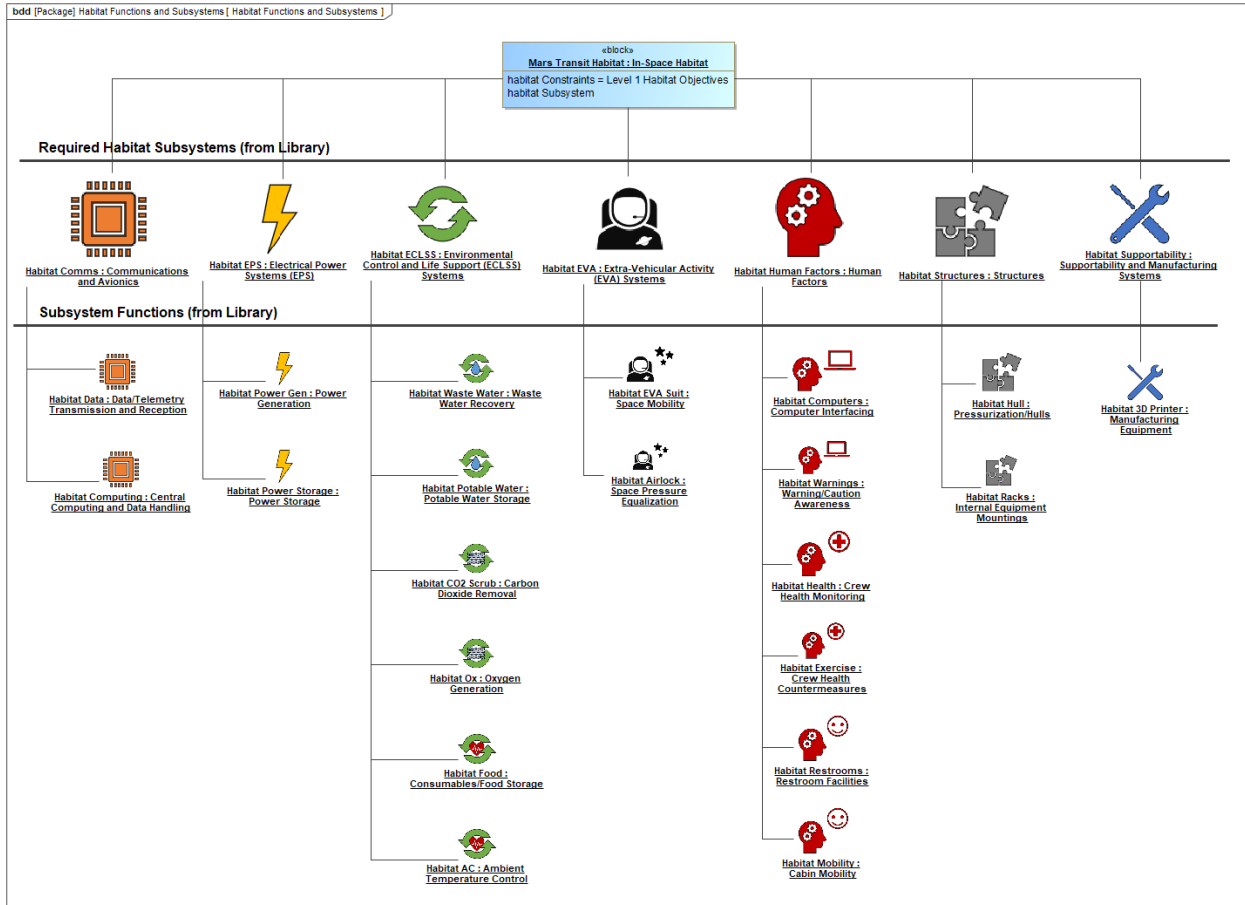 bdd [Package] Habitat Functions and Subsystems [ Habitat Functions and Subsystems ]
«block»
Mars Transit Habitat : In-Space Habitat
habitat Constraints = Level 1 Habitat Objectives
habitat Subsystem
Required Habitat Subsystems (from Library)
Habitat Comms : Communications
and Avionics
Habitat EPS : Electrical Power
Systems (EPS)
Habitat ECLSS : Environmental
Control and Life Support (ECLSS)
Systems
Habitat EVA : Extra-Vehicular Activity
(EVA) Systems
Habitat Human Factors : Human
Factors
Habitat Structures : Structures
Habitat Supportability :
Supportability and Manufacturing
Systems
Subsystem Functions (from Library)
Habitat Data : Data/Telemetry
Transmission and Reception
Habitat Power Gen : Power
Generation
Habitat Waste Water : Waste
Water Recovery
Habitat EVA Suit :
Space Mobility
Habitat Computers :
Computer Interfacing
Habitat Hull :
Pressurization/Hulls
Habitat 3D Printer :
Manufacturing
Equipment
Habitat Computing : Central
Computing and Data Handling
Habitat Power Storage :
Power Storage
Habitat Potable Water :
Potable Water Storage
Habitat Airlock :
Space Pressure
Equalization
Habitat Warnings :
Warning/Caution
Awareness
Habitat Racks :
Internal Equipment
Mountings
Habitat CO2 Scrub : Carbon
Dioxide Removal
Habitat Health : Crew
Health Monitoring
Habitat Ox : Oxygen
Generation
Habitat Exercise :
Crew Health
Countermeasures
Habitat Food :
Consumables/Food Storage
Habitat Restrooms :
Restroom Facilities
Habitat AC : Ambient
Temperature Control
Habitat Mobility :
Cabin Mobility